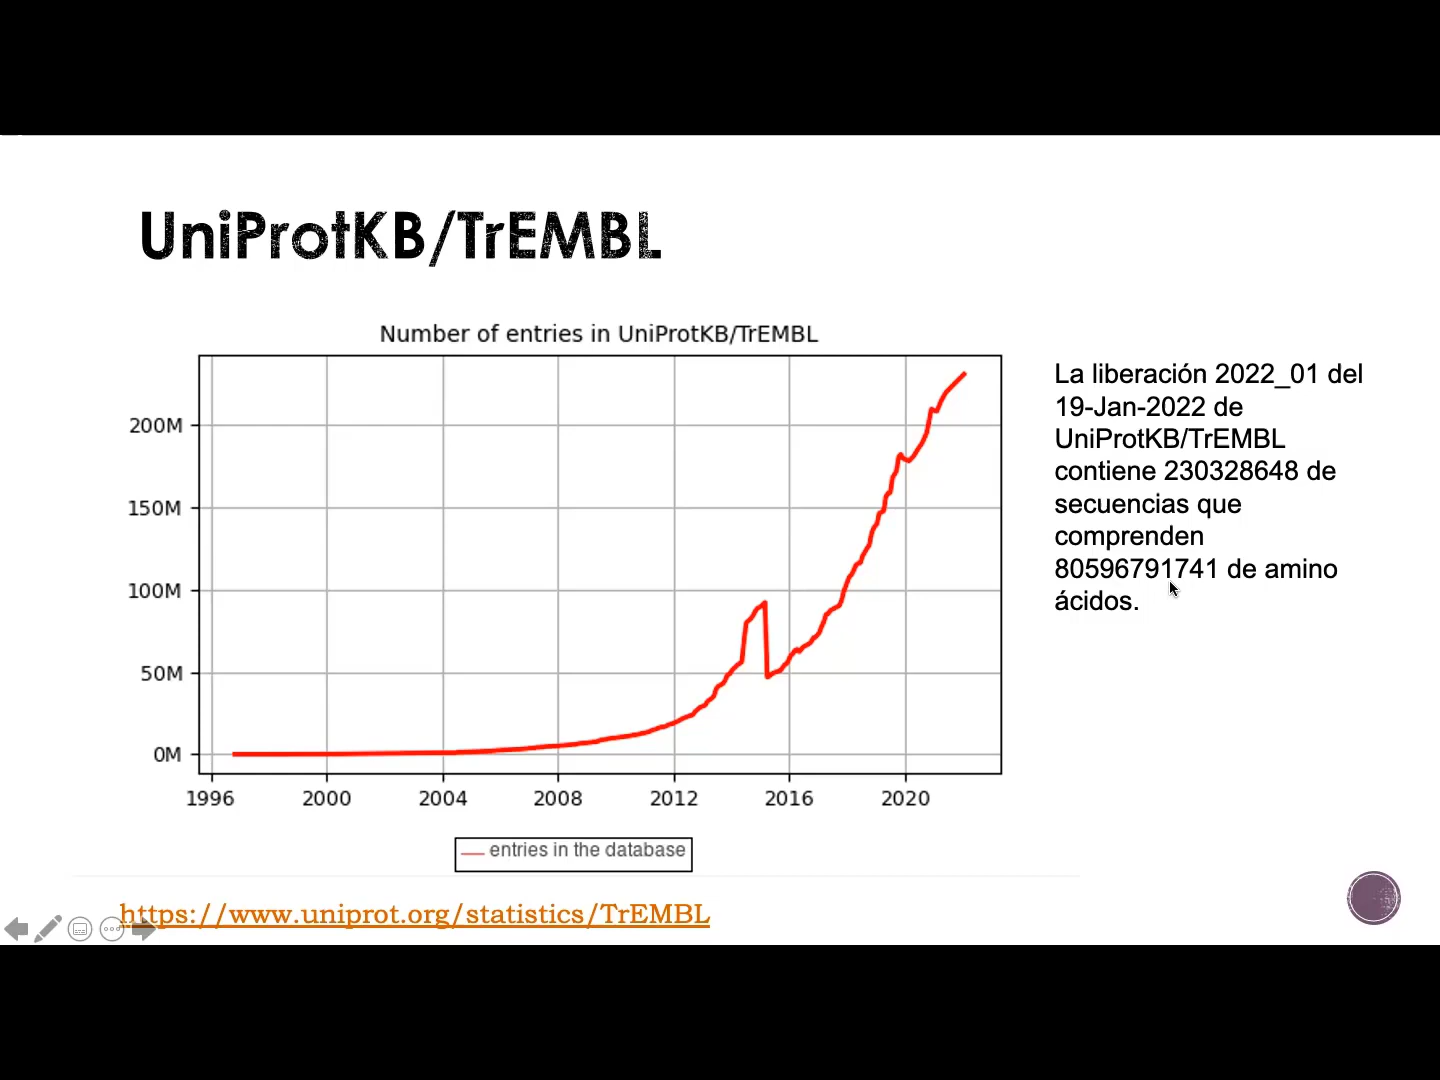 UniProtKB/TrEMBL
Number of entries in UniProtKB/TrEMBL
200M
150M
100M
50M
0M
1996 2000 2004 2008 2012 2016 2020
entries in the database
La liberación 2022_01 del
19-Jan-2022 de
UniProtKB/TrEMBL
contiene 230328648 de
secuencias que
comprenden
80596791741 de amino
ácidos.
https://www.uniprot.org/statistics/TrEMBL